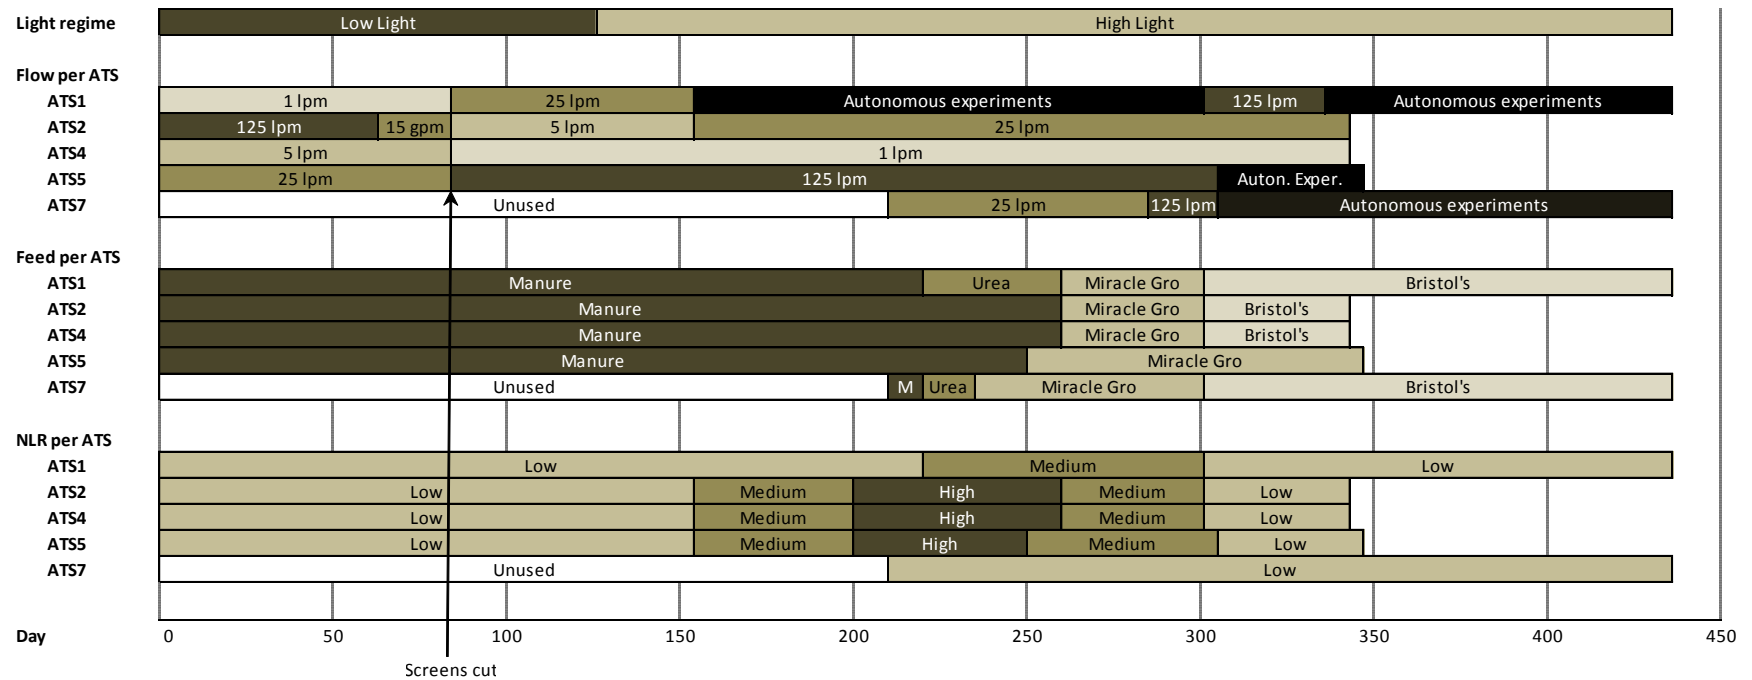 Light regime Low Light High Light
Flow per ATS
ATS1 1 lpm 25 lpm Autonomous experiments 125 lpm Autonomous experiments
ATS2 125 lpm 15 gpm 5 lpm 25 lpm
ATS4 5 lpm 1 lpm
ATS5 25 lpm 125 lpm Auton. Exper.
ATS7 Unused 25 lpm 125 lpm Autonomous experiments
Feed per ATS
ATS1 Manure Urea Miracle Gro Bristol's
ATS2 Manure Miracle Gro Bristol's
ATS4 Manure Miracle Gro Bristol's
ATS5 Manure Miracle Gro
ATS7 Unused M Urea Miracle Gro Bristol's
NLR per ATS
ATS1 Low Medium Low
ATS2 Low Medium High Medium Low
ATS4 Low Medium High Medium Low
ATS5 Low Medium High Medium Low
ATS7 Unused Low
Day 0 50 100 150 200 250 300 350 400 450
Screens cut